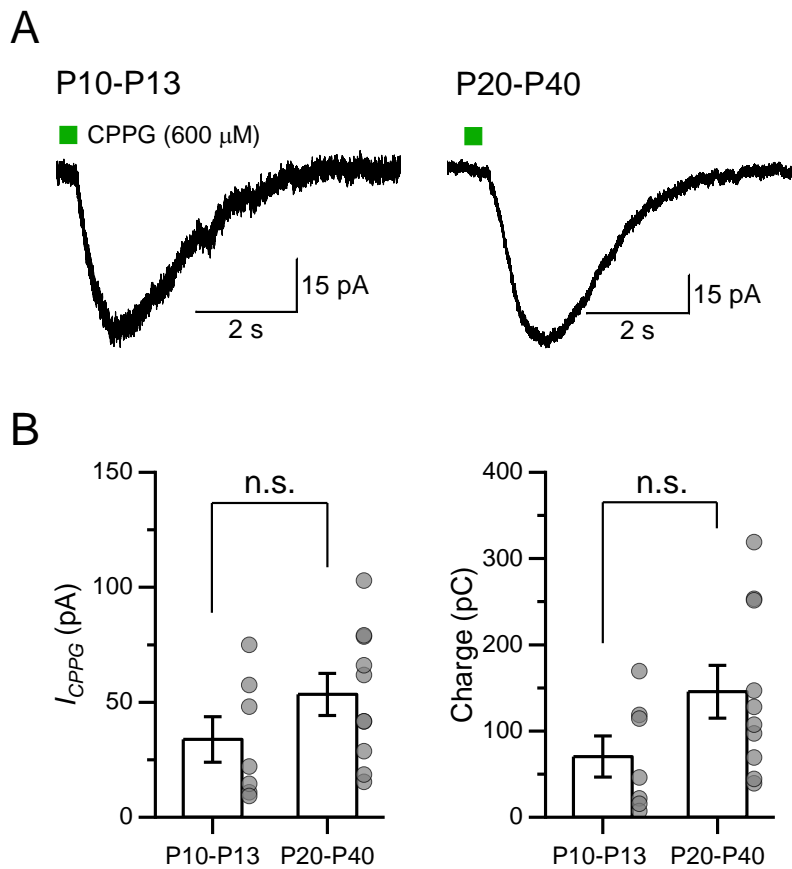 A
P10-P13
P20-P40
CPPG (600 μM)
15 pA
2 s
15 pA
2 s
B
150
100
50
0
I_CPPG (pA)
n.s.
P10-P13
P20-P40
400
300
200
100
0
Charge (pC)
n.s.
P10-P13
P20-P40